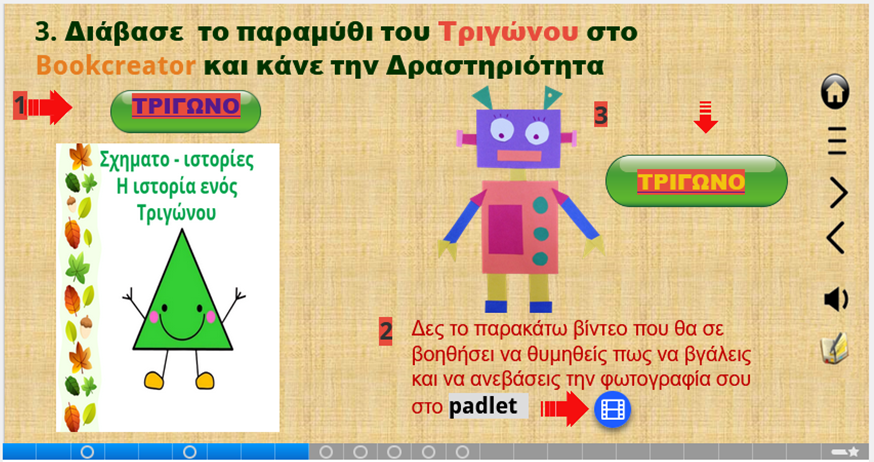 3. Διάβασε το παραμύθι του Τριγώνου στο
Bookcreator και κάνε την Δραστηριότητα
1
ΤΡΙΓΩΝΟ
Σχηματο - ιστορίες
Η ιστορία ενός
Τριγώνου
3
ΤΡΙΓΩΝΟ
2
Δες το παρακάτω βίντεο που θα σε
βοηθήσει να θυμηθείς πως να βγάλεις
και να ανεβάσεις την φωτογραφία σου
στο padlet